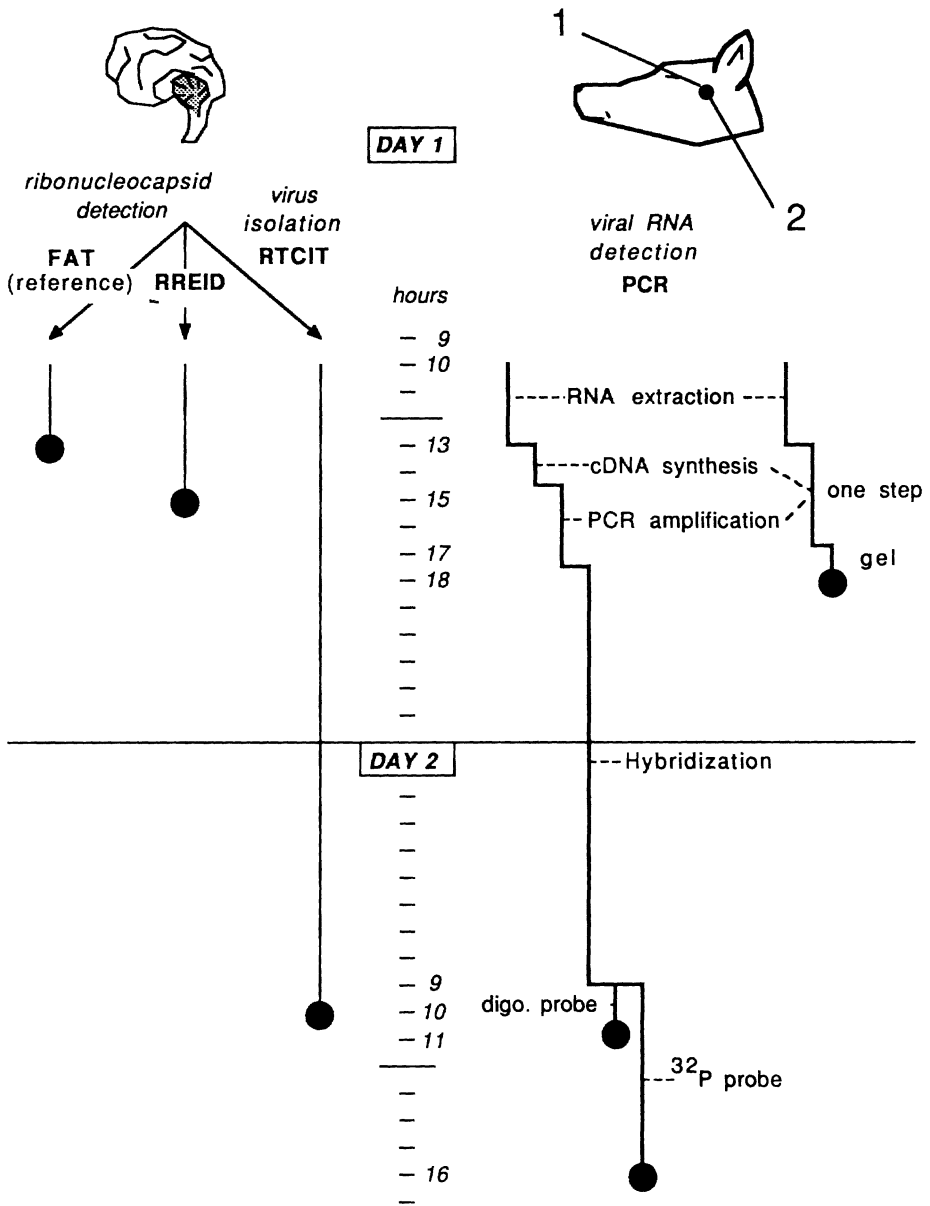 1
DAY 1
2
ribonucleocapsid
detection
virus
isolation
RTCIT
FAT
(reference)
RREID
viral RNA
detection
PCR
hours
9
10
RNA extraction
13
cDNA synthesis
15
one step
PCR amplification
17
gel
18
DAY 2
Hybridization
9
digo. probe
10
11
32P probe
16